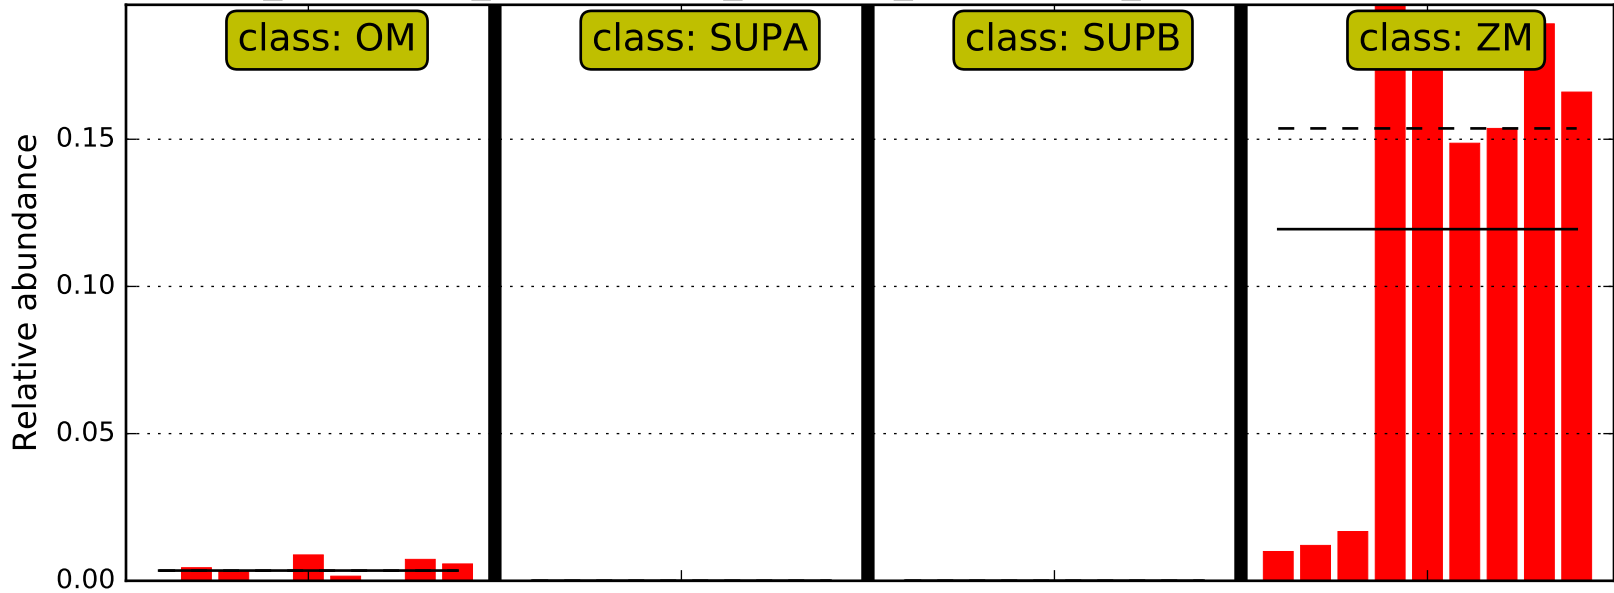 class: OM
class: SUPA
class: SUPB
class: ZM
Relative abundance
0.15
0.10
0.05
0.00